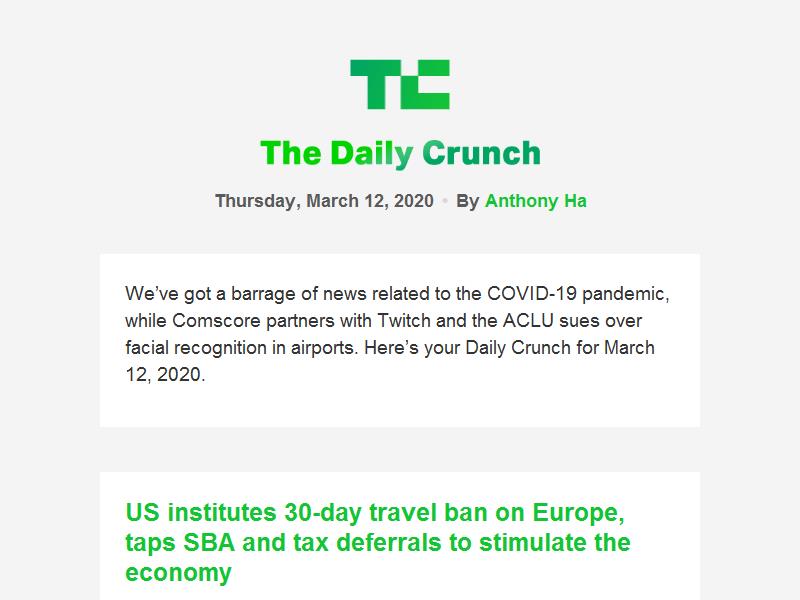 TC
The Daily Crunch
Thursday, March 12, 2020 • By Anthony Ha
We’ve got a barrage of news related to the COVID-19 pandemic,
while Comscore partners with Twitch and the ACLU sues over
facial recognition in airports. Here’s your Daily Crunch for March
12, 2020.
US institutes 30-day travel ban on Europe,
taps SBA and tax deferrals to stimulate the
economy